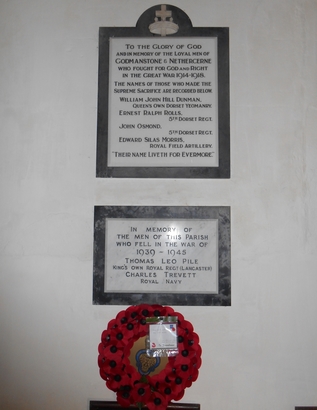 To the Glory of God
and in memory of the loyal men of
Godmanstone & Nethercerne
who fought for God and Right
in the Great War 1914-1918.
The names of those who made the
Supreme Sacrifice are recorded below.
William John Hill Dunman,
Queen's Own Dorset Yeomanry.
Ernest Ralph Rolls,
5th Dorset Regt.
John Osmond,
5th Dorset Regt.
Edward Silas Morris,
Royal Field Artillery.
"Their name liveth for evermore"
In memory of
the men of this parish
who fell in the war of
1939 - 1945
Thomas Leo Pile
King's Own Royal Regt (Lancaster)
Charles Trevett
Royal Navy